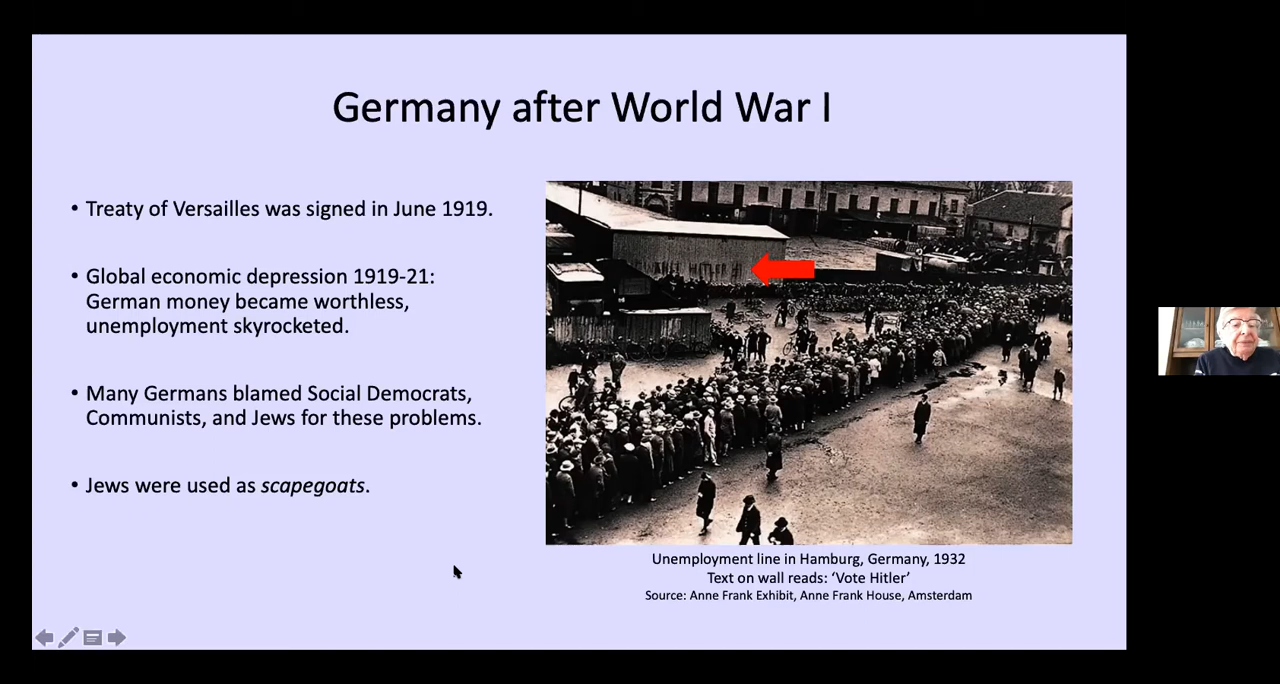 Germany after World War I
• Treaty of Versailles was signed in June 1919.
• Global economic depression 1919-21:
German money became worthless,
unemployment skyrocketed.
• Many Germans blamed Social Democrats,
Communists, and Jews for these problems.
• Jews were used as scapegoats.
Unemployment line in Hamburg, Germany, 1932
Text on wall reads: ‘Vote Hitler’
Source: Anne Frank Exhibit, Anne Frank House, Amsterdam